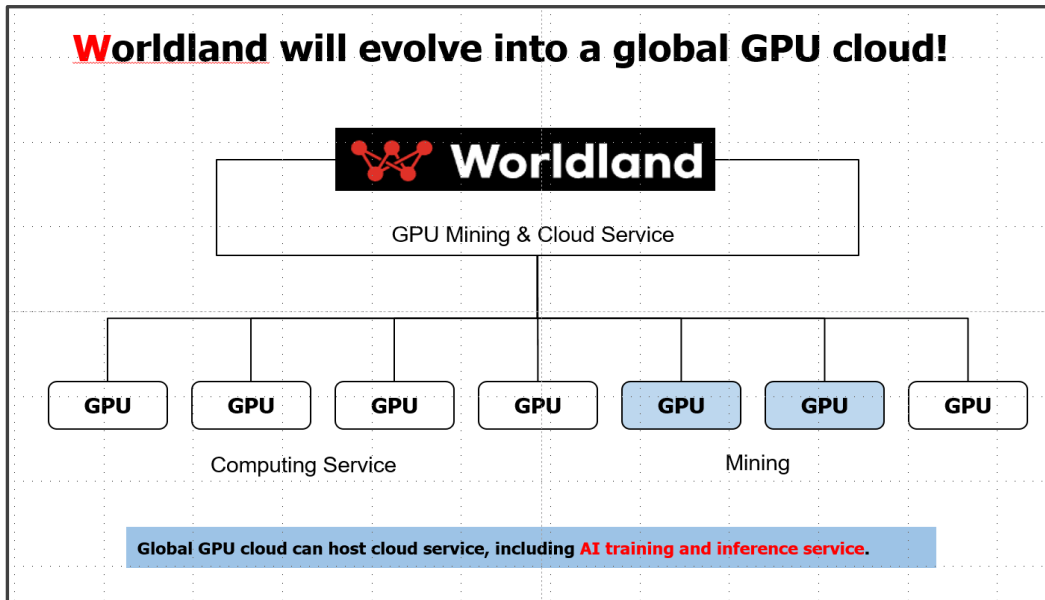 Worldland will evolve into a global GPU cloud!
Worldland
GPU Mining & Cloud Service
GPU GPU GPU GPU GPU GPU GPU
Computing Service Mining
Global GPU cloud can host cloud service, including AI training and inference service.